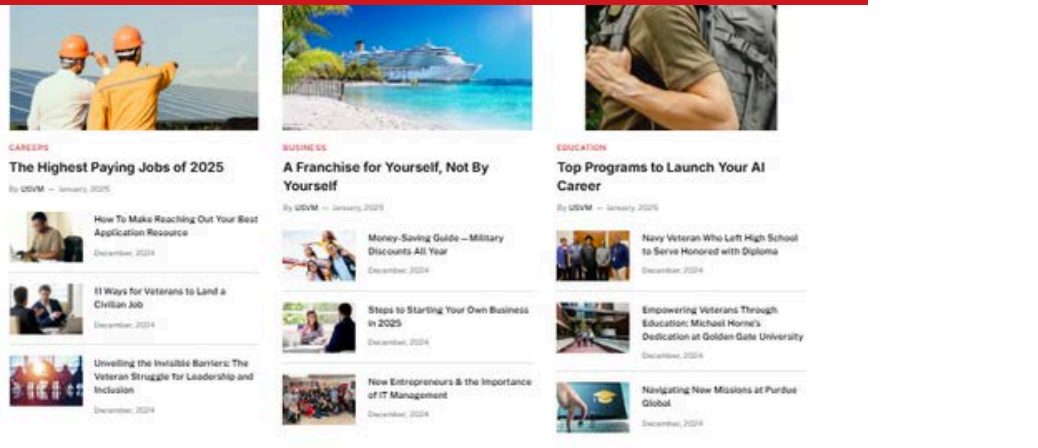 CAREERS
The Highest Paying Jobs of 2025
By USVM — January, 2025
How To Make Reaching Out Your Best
Application Resource
December, 2024
11 Ways for Veterans to Land a
Civilian Job
December, 2024
Unveiling the Invisible Barriers: The
Veteran Struggle for Leadership and
Inclusion
December, 2024
BUSINESS
A Franchise for Yourself, Not By
Yourself
By USVM — January, 2025
Money-Saving Guide – Military
Discounts All Year
December, 2024
Steps to Starting Your Own Business
in 2025
December, 2024
New Entrepreneurs & the Importance
of IT Management
December, 2024
EDUCATION
Top Programs to Launch Your AI
Career
By USVM — January, 2025
Navy Veteran Who Left High School
to Serve Honored with Diploma
December, 2024
Empowering Veterans Through
Education: Michael Horne's
Dedication at Golden Gate University
December, 2024
Navigating New Missions at Purdue
Global
December, 2024